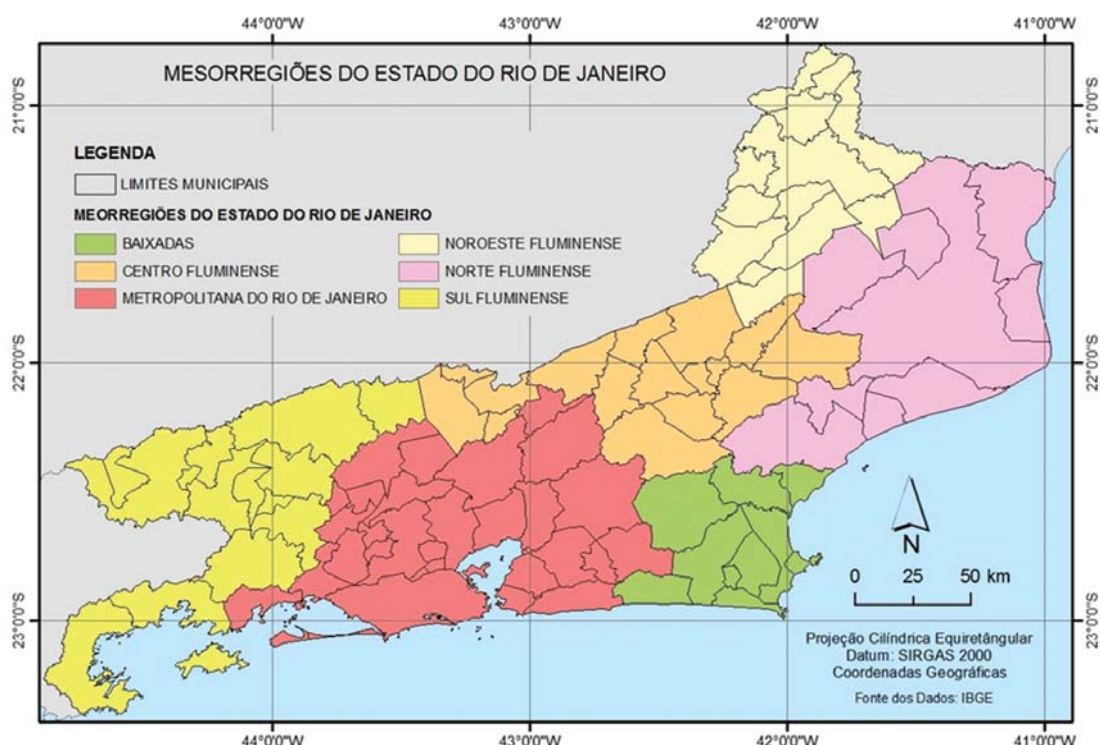 44°0'0"W 43°0'0"W 42°0'0"W 41°0'0"W
MESORREGIÕES DO ESTADO DO RIO DE JANEIRO
21°0'0"S 21°0'0"S
LEGENDA
LIMITES MUNICIPAIS
MEORREGIÕES DO ESTADO DO RIO DE JANEIRO
BAIXADAS NOROESTE FLUMINENSE
CENTRO FLUMINENSE NORTE FLUMINENSE
METROPOLITANA DO RIO DE JANEIRO SUL FLUMINENSE
22°0'0"S 22°0'0"S
N
0 25 50 km
23°0'0"S 23°0'0"S
Projeção Cilíndrica Equiretângular
Datum: SIRGAS 2000
Coordenadas Geográficas
Fonte dos Dados: IBGE
44°0'0"W 43°0'0"W 42°0'0"W 41°0'0"W